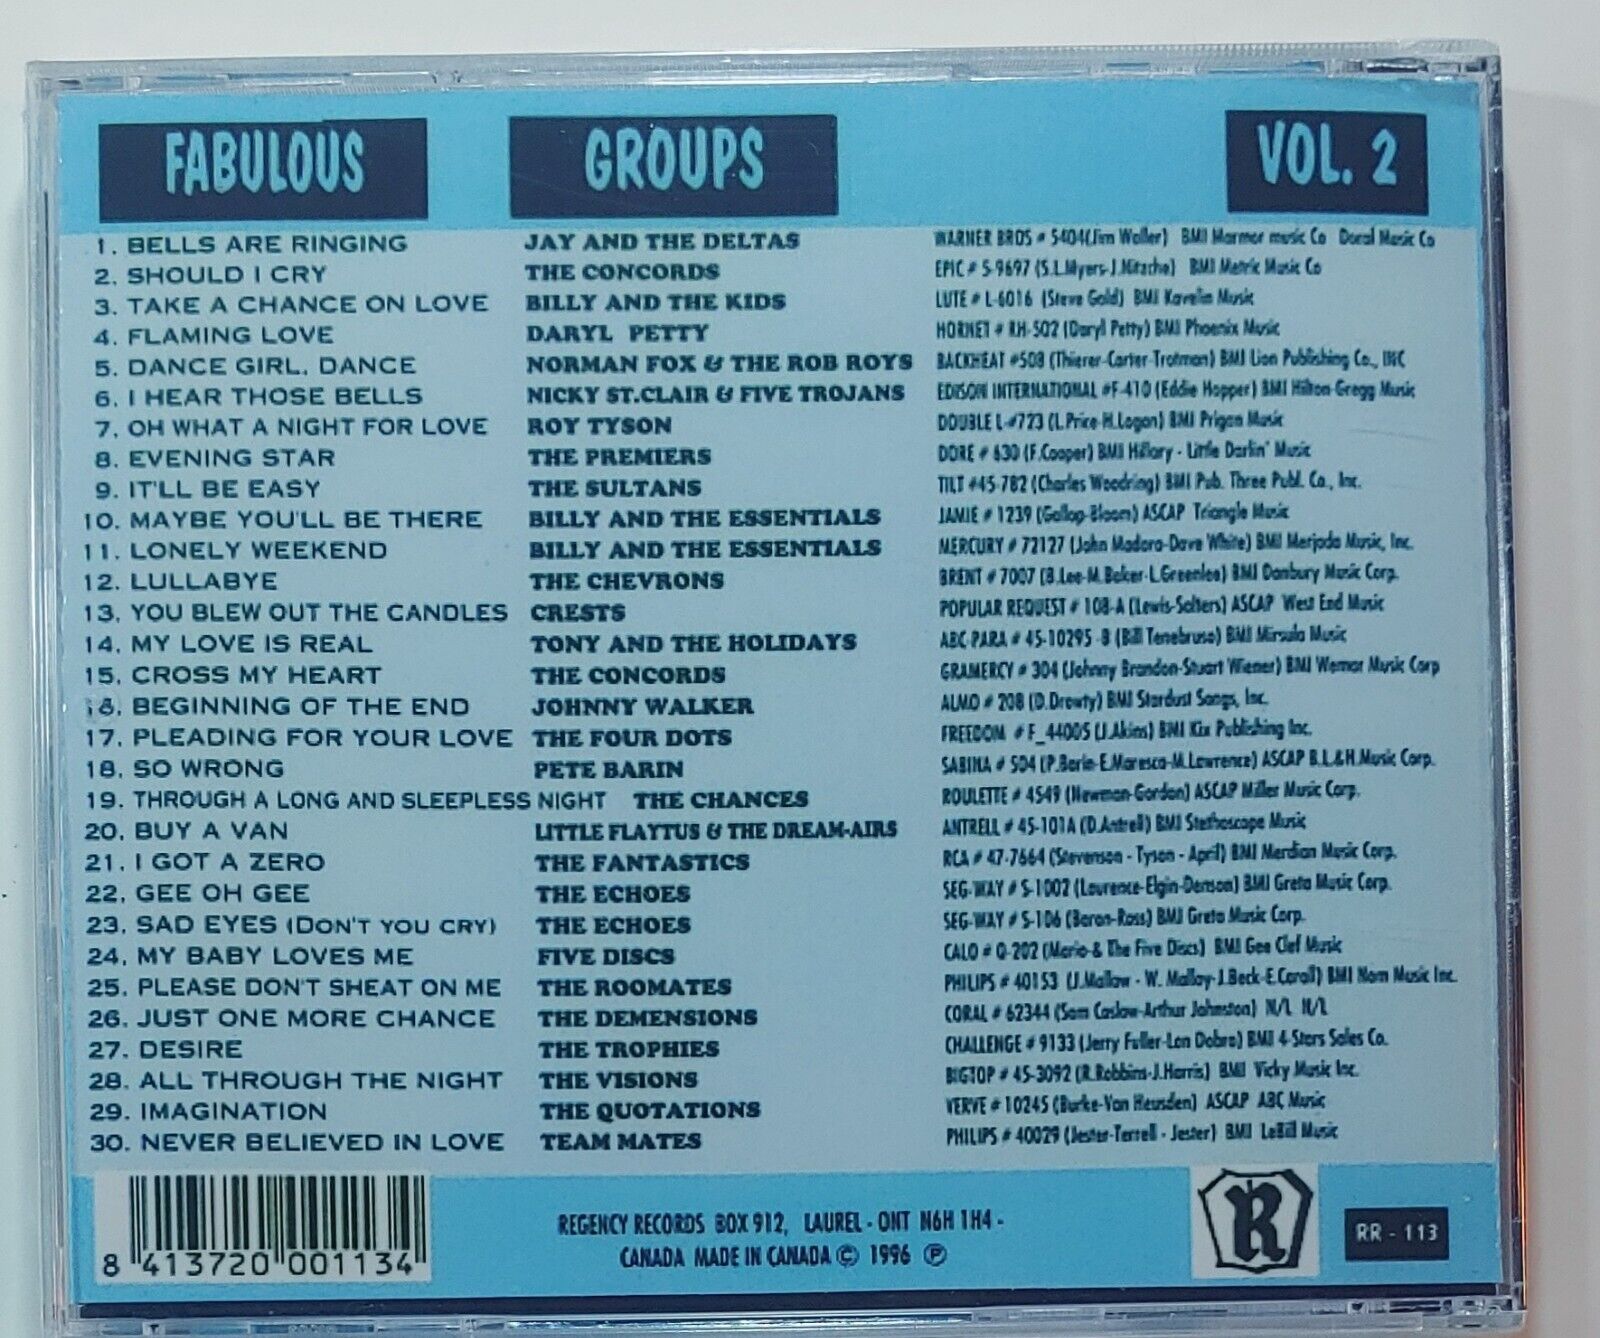 FABULOUS GROUPS VOL. 2
1. BELLS ARE RINGING JAY AND THE DELTAS WARNER BROS # 5404(Jim Waller) BMI Marmor music Co Doral Music Co
2. SHOULD I CRY THE CONCORDS EPIC # 5-9697 (S.L.Myers-J.Nitzche) BMI Metric Music Co
3. TAKE A CHANCE ON LOVE BILLY AND THE KIDS LUTE # L-6016 (Steve Gold) BMI Kavelin Music
4. FLAMING LOVE DARYL PETTY HORNET # RH-502 (Daryl Petty) BMI Phoenix Music
5. DANCE GIRL, DANCE NORMAN FOX & THE ROB ROYS BACKHEAT #508 (Thierer-Carter-Trotman) BMI Lion Publishing Co., INC
6. I HEAR THOSE BELLS NICKY ST.CLAIR & FIVE TROJANS EDISON INTERNATIONAL #F-410 (Eddie Hopper) BMI Hilton-Gregg Music
7. OH WHAT A NIGHT FOR LOVE ROY TYSON DOUBLE L-#723 (L.Price-H.Logan) BMI Prigan Music
8. EVENING STAR THE PREMIERS DORE # 630 (F.Cooper) BMI Hillary - Little Darlin' Music
9. IT'LL BE EASY THE SULTANS TILT #45-782 (Charles Woodring) BMI Pub. Three Publ. Co., Inc.
10. MAYBE YOU'LL BE THERE BILLY AND THE ESSENTIALS JAMIE # 1239 (Gallop-Bloom) ASCAP Triangle Music
11. LONELY WEEKEND BILLY AND THE ESSENTIALS MERCURY # 72127 (John Madora-Dave White) BMI Merjoda Music, Inc.
12. LULLABYE THE CHEVRONS BRENT # 7007 (B.Lee-M.Baker-L.Greenlee) BMI Danbury Music Corp.
13. YOU BLEW OUT THE CANDLES CRESTS POPULAR REQUEST # 108-A (Lewis-Salters) ASCAP West End Music
14. MY LOVE IS REAL TONY AND THE HOLIDAYS ABC-PARA # 45-10295 -B (Bill Tenebruso) BMI Mirsula Music
15. CROSS MY HEART THE CONCORDS GRAMERCY # 304 (Johnny Brandon-Stuart Wiener) BMI Wemar Music Corp
16. BEGINNING OF THE END JOHNNY WALKER ALMO # 208 (D.Drowty) BMI Stardust Songs, Inc.
17. PLEADING FOR YOUR LOVE THE FOUR DOTS FREEDOM # F_44005 (J.Akins) BMI Kix Publishing Inc.
18. SO WRONG PETE BARIN SABINA # 504 (P.Barin-E.Maresca-M.Lawrence) ASCAP B.L.&H.Music Corp.
19. THROUGH A LONG AND SLEEPLESS NIGHT THE CHANCES ROULETTE # 4549 (Newman-Gordon) ASCAP Miller Music Corp.
20. BUY A VAN LITTLE FLAYTUS & THE DREAM-AIRS ANTRELL # 45-101A (D.Antrell) BMI Stethoscope Music
21. I GOT A ZERO THE FANTASTICS RCA # 47-7664 (Stevenson - Tyson - April) BMI Merdian Music Corp.
22. GEE OH GEE THE ECHOES SEG-WAY # 5-1002 (Laurence-Elgin-Denson) BMI Greta Music Corp.
23. SAD EYES (DON'T YOU CRY) THE ECHOES SEG-WAY # 5-106 (Baron-Ross) BMI Greta Music Corp.
24. MY BABY LOVES ME FIVE DISCS CALO # Q-202 (Mario-& The Five Discs) BMI Gee Clef Music
25. PLEASE DON'T SHEAT ON ME THE ROOMATES PHILIPS # 40153 (J.Mallow - W. Malloy-J.Beck-E.Caroll) BMI Nom Music Inc.
26. JUST ONE MORE CHANCE THE DEMENSIONS CORAL # 62344 (Sam Coslow-Arthur Johnston) N/L N/L
27. DESIRE THE TROPHIES CHALLENGE # 9133 (Jerry Fuller-Lon Dobro) BMI 4-Stars Sales Co.
28. ALL THROUGH THE NIGHT THE VISIONS BIGTOP # 45-3092 (R.Robbins-J.Harris) BMI Vicky Music Inc.
29. IMAGINATION THE QUOTATIONS VERVE # 10245 (Burke-Van Heusden) ASCAP ABC Music
30. NEVER BELIEVED IN LOVE TEAM MATES PHILIPS # 40029 (Jester-Terrell - Jester) BMI LeBill Music
8 413720 001134
REGENCY RECORDS BOX 912, LAUREL - ONT N6H 1H4 -
CANADA MADE IN CANADA © 1996 ℗
R
RR - 113